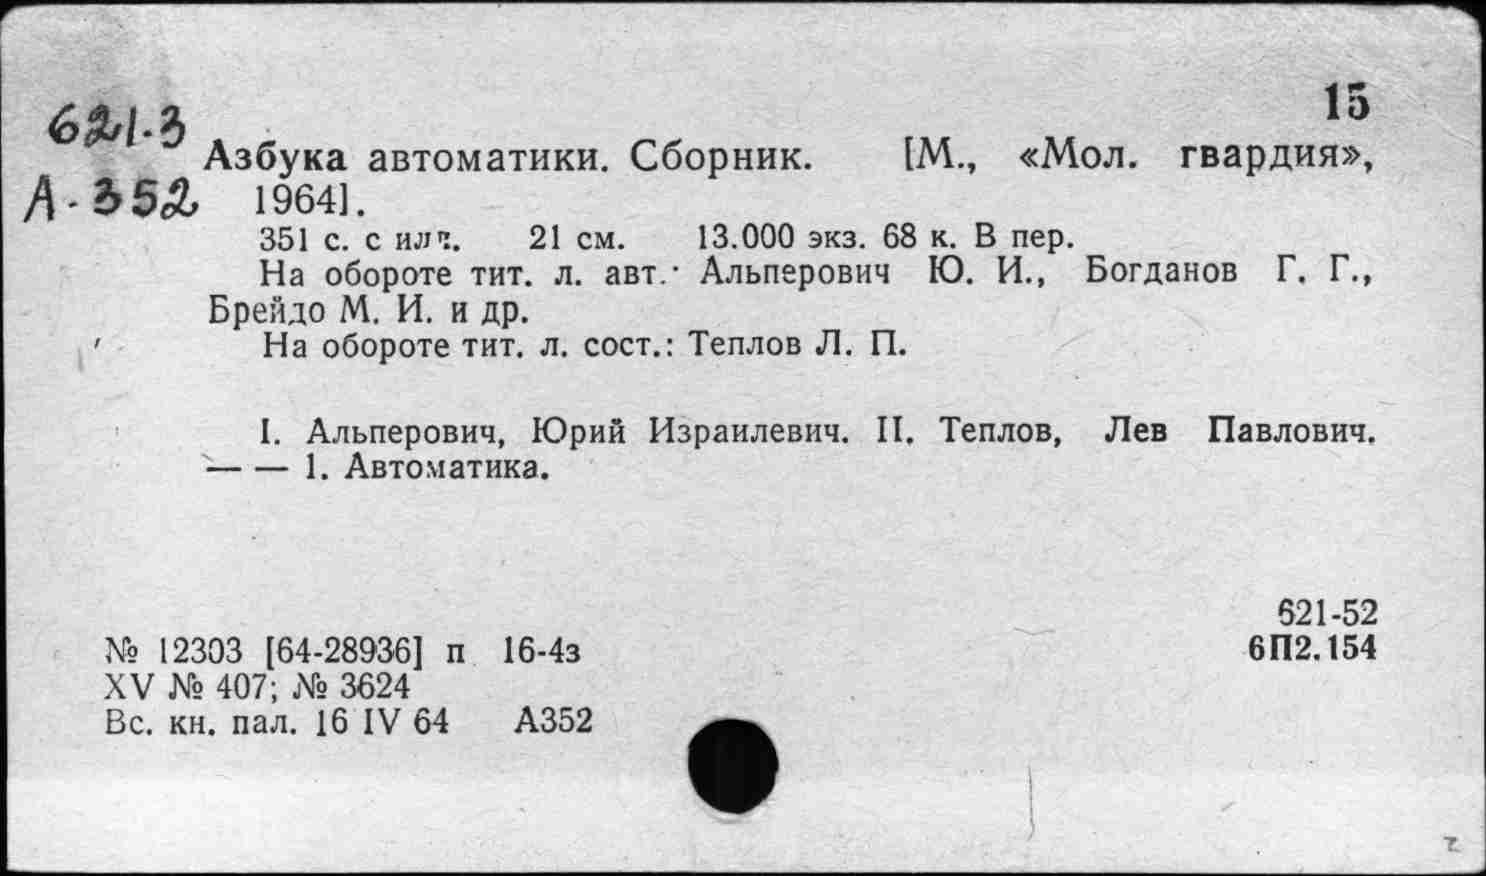 15
621-3
Азбука автоматики. Сборник. [М., «Мол. гвардия»,
А-352 1964].
351 с. с илл. 21 см. 13.000 экз. 68 к. В пер.
На обороте тит. л. авт.: Альперович Ю. И., Богданов Г. Г.,
Брейдо М. И. и др.
На обороте тит. л. сост.: Теплов Л. П.
I. Альперович, Юрий Израилевич. II. Теплов, Лев Павлович.
— — 1. Автоматика.
621-52
№ 12303 [64-28936] п 16-4з 6П2.154
XV № 407; № 3624
Вс. кн. пал. 16 IV 64 А352